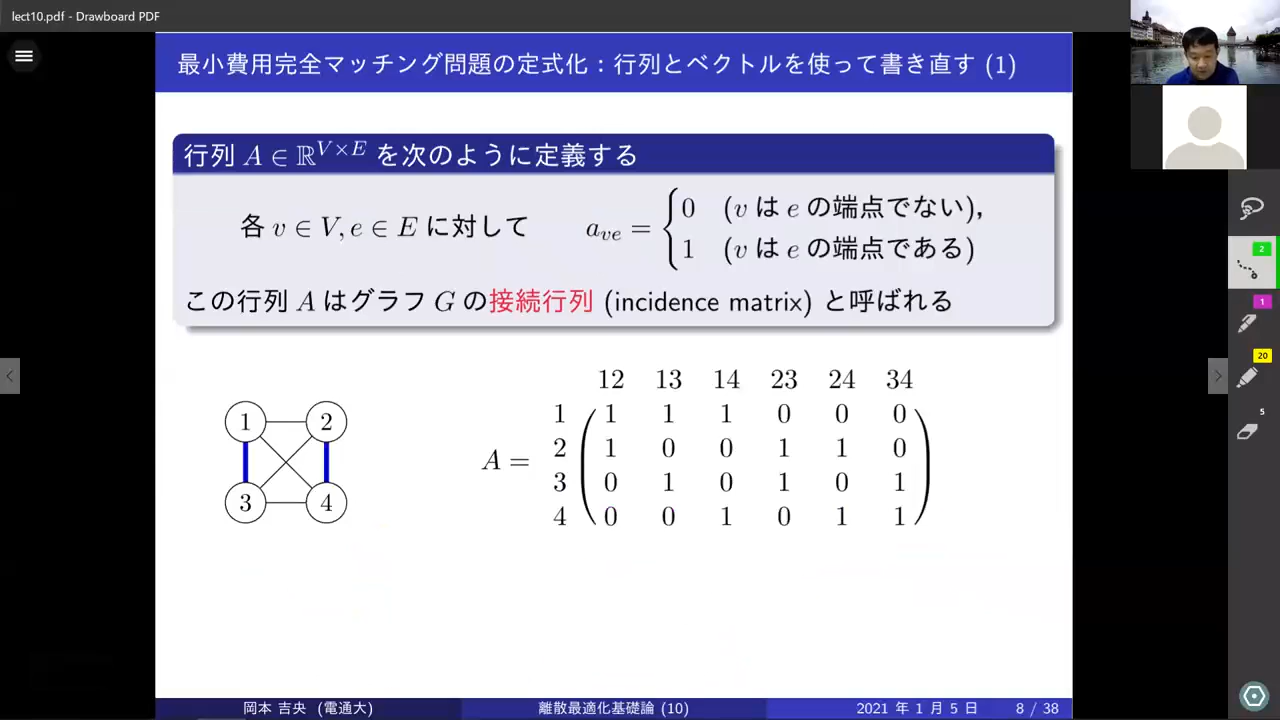 lect10.pdf - Drawboard PDF
最小費用完全マッチング問題の定式化：行列とベクトルを使って書き直す (1)
行列 A ∈ ℝ^{V×E} を次のように定義する
各 v ∈ V, e ∈ E に対して a_{ve} = { 0 (v は e の端点でない),
1 (v は e の端点である)
この行列 A はグラフ G の接続行列 (incidence matrix) と呼ばれる
1 2
3 4
12 13 14 23 24 34
1 1 1 1 0 0 0
2 1 0 0 1 1 0
A =
3 0 1 0 1 0 1
4 0 0 1 0 1 1
岡本 吉央 (電通大) 離散最適化基礎論 (10) 2021 年 1 月 5 日 8 / 38
2
1
20
5